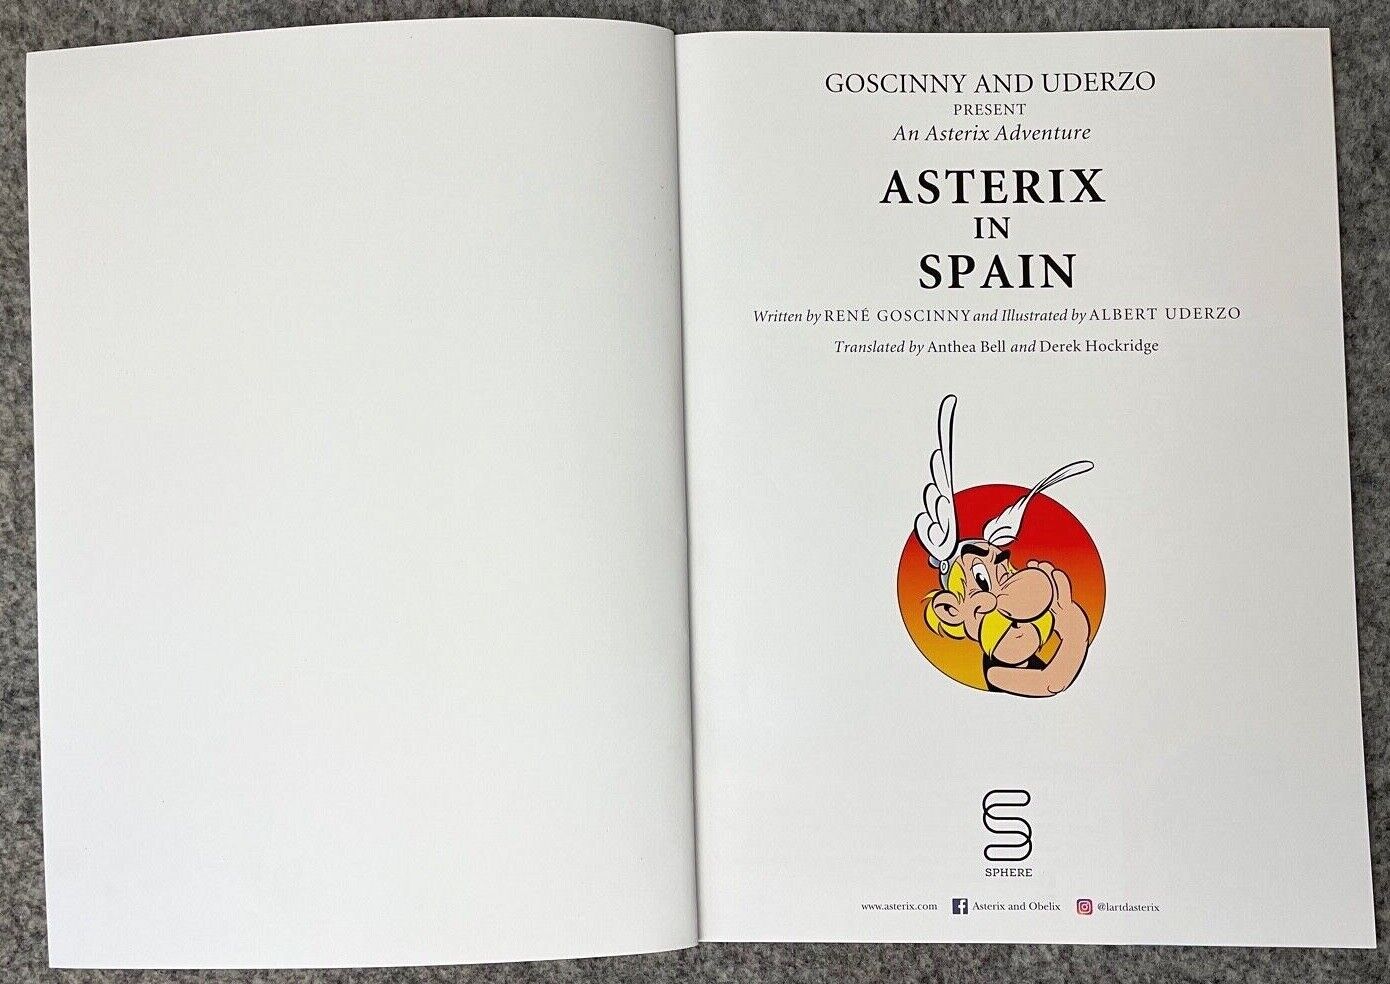 GOSCINNY AND UDERZO
PRESENT
An Asterix Adventure
ASTERIX
IN
SPAIN
Written by RENÉ GOSCINNY and Illustrated by ALBERT UDERZO
Translated by Anthea Bell and Derek Hockridge
SPHERE
www.asterix.com Asterix and Obelix @lartdasterix